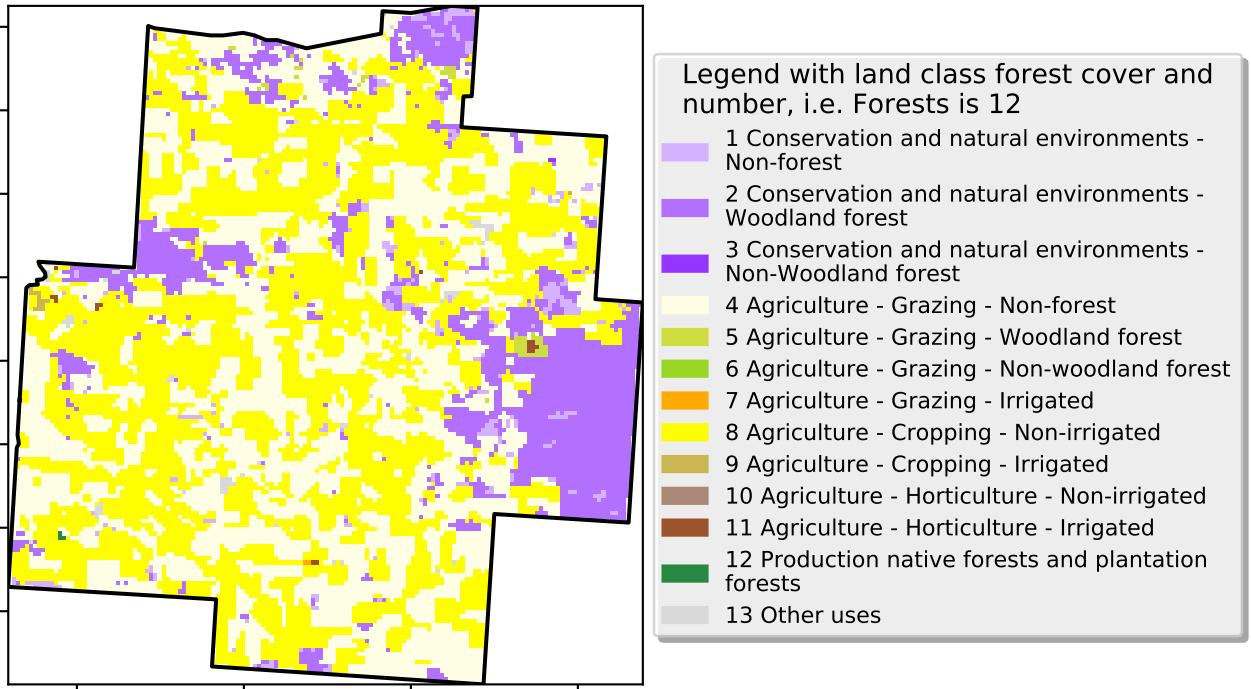 Legend with land class forest cover and
number, i.e. Forests is 12
1 Conservation and natural environments -
Non-forest
2 Conservation and natural environments -
Woodland forest
3 Conservation and natural environments -
Non-Woodland forest
4 Agriculture - Grazing - Non-forest
5 Agriculture - Grazing - Woodland forest
6 Agriculture - Grazing - Non-woodland forest
7 Agriculture - Grazing - Irrigated
8 Agriculture - Cropping - Non-irrigated
9 Agriculture - Cropping - Irrigated
10 Agriculture - Horticulture - Non-irrigated
11 Agriculture - Horticulture - Irrigated
12 Production native forests and plantation
forests
13 Other uses